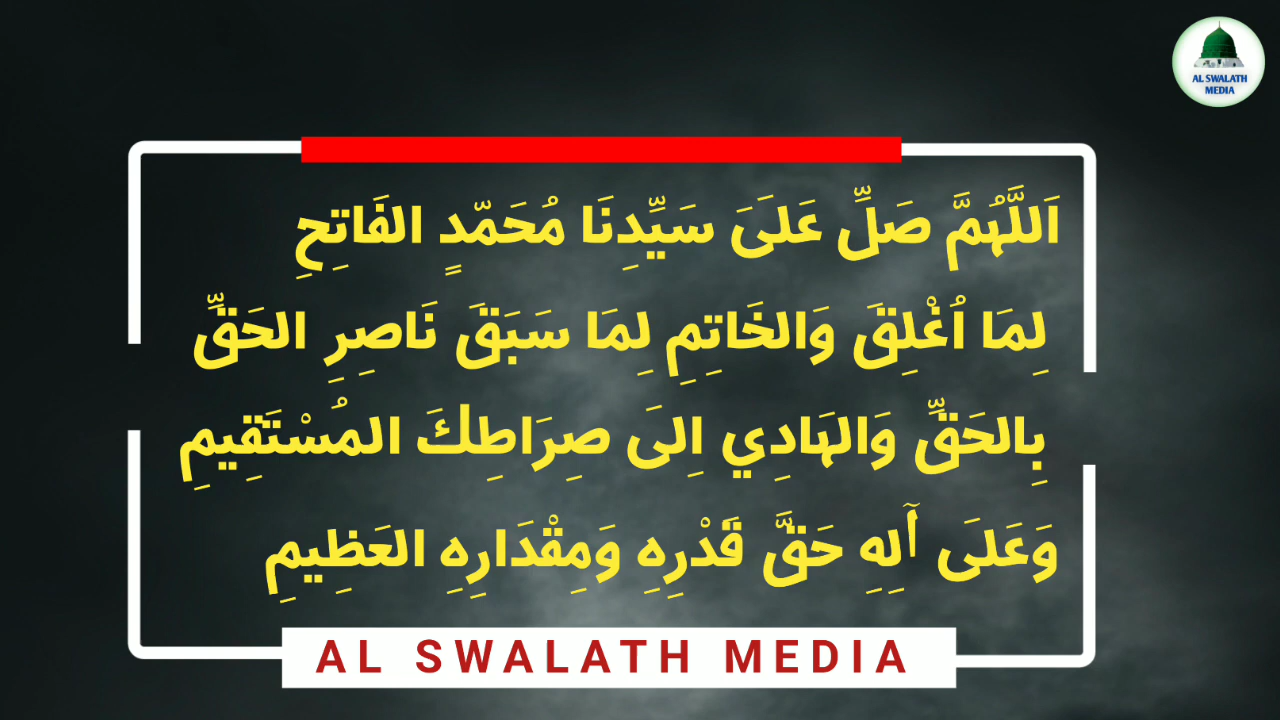 AL SWALATH
MEDIA
اَللَّهُمَّ صَلِّ عَلَىَ سَيِّدِنَا مُحَمّدٍ الفَاتِحِ
لِمَا اُغْلِقَ وَالخَاتِمِ لِمَا سَبَقَ نَاصِرِ الحَقِّ
بِالحَقِّ وَالهَادِي اِلىَ صِرَاطِكَ المُسْتَقِيمِ
وَعَلىَ آلِهِ حَقَّ قَدْرِهِ وَمِقْدَارِهِ العَظِيمِ
AL SWALATH MEDIA